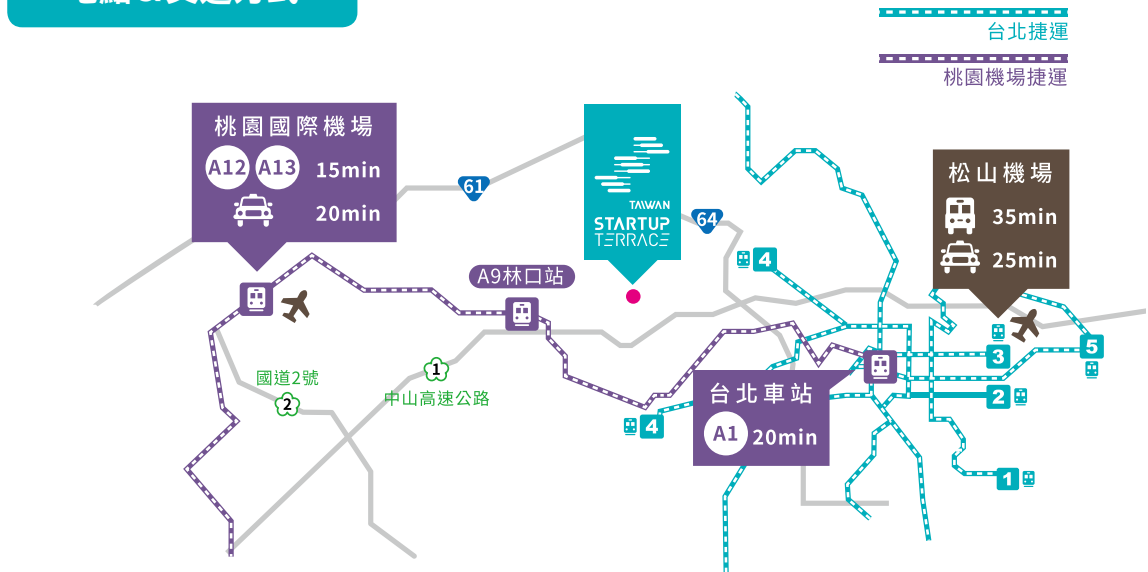 台北捷運
桃園機場捷運
桃園國際機場
A12 A13 15min
20min
61
TAIWAN
STARTUP
TERRACE
64
松山機場
35min
25min
4
A9林口站
1
中山高速公路
國道2號
2
3
5
2
台北車站
A1 20min
4
1